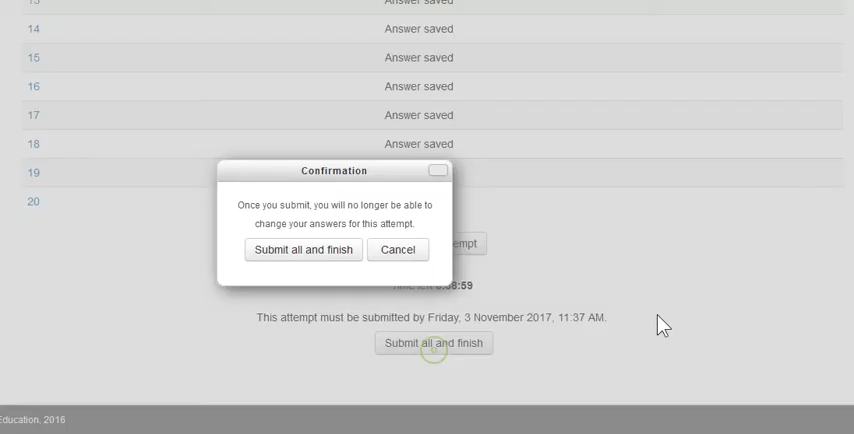 13 Answer saved
14 Answer saved
15 Answer saved
16 Answer saved
17 Answer saved
18 Answer saved
19
20
Confirmation
Once you submit, you will no longer be able to
change your answers for this attempt.
Submit all and finish Cancel
This attempt must be submitted by Friday, 3 November 2017, 11:37 AM.
Submit all and finish
Education, 2016